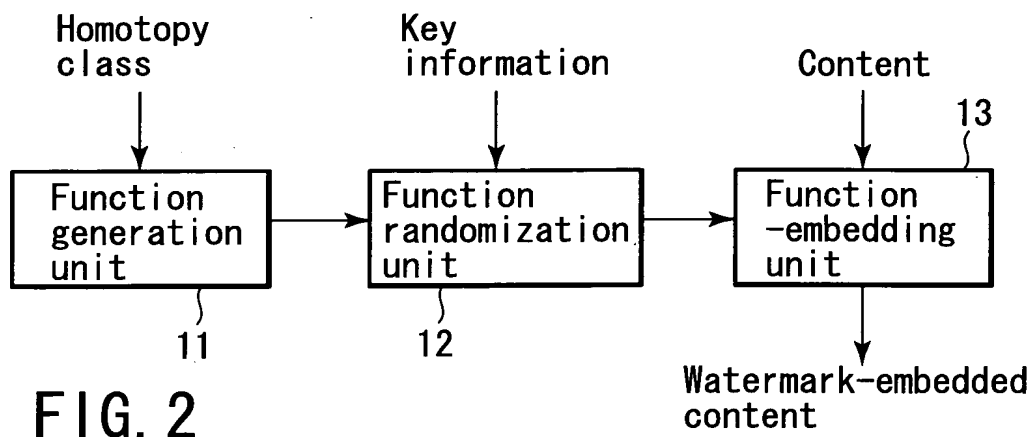 Homotopy
class
Key
information
Content
13
Function
generation
unit
Function
randomization
unit
Function
-embedding
unit
11
12
Watermark-embedded
content
FIG. 2